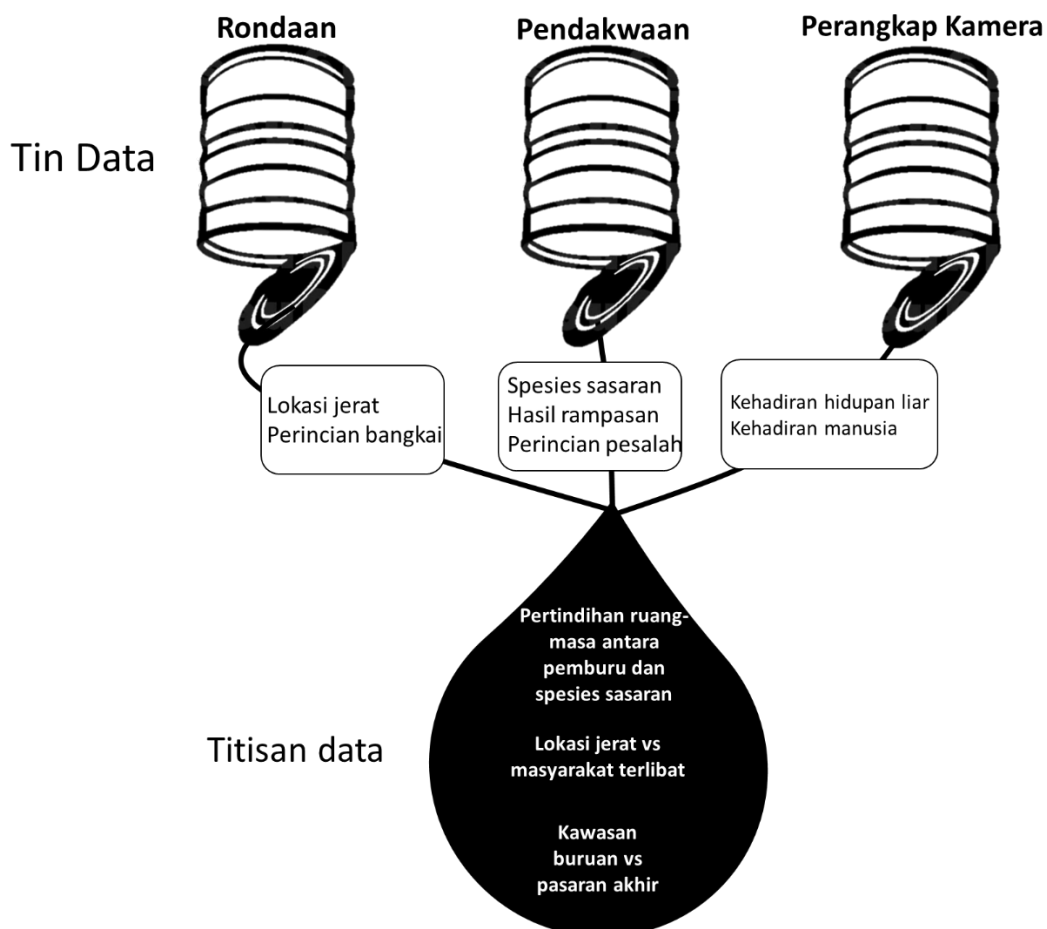 Rondaan
Pendakwaan
Perangkap Kamera
Tin Data
Lokasi jerat
Perincian bangkai
Spesies sasaran
Hasil rampasan
Perincian pesalah
Kehadiran hidupan liar
Kehadiran manusia
Pertindihan ruang-
masa antara
pemburu dan
spesies sasaran
Titisan data
Lokasi jerat vs
masyarakat terlibat
Kawasan
buruan vs
pasaran akhir